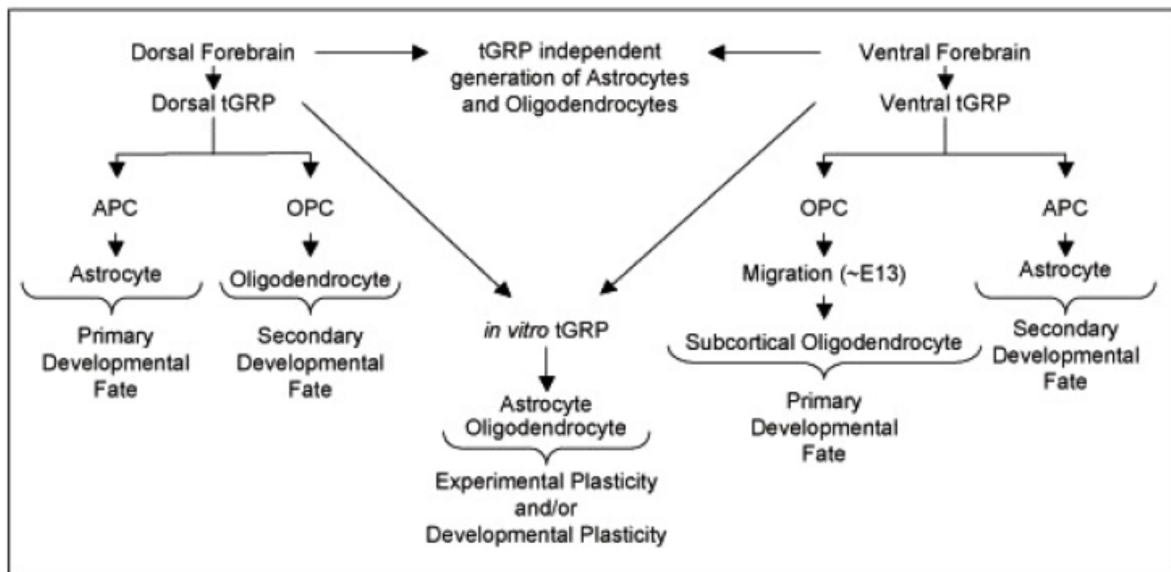 Dorsal Forebrain
tGRP independent
generation of Astrocytes
and Oligodendrocytes
Ventral Forebrain
Dorsal tGRP
Ventral tGRP
APC
OPC
OPC
APC
Astrocyte
Oligodendrocyte
Migration (~E13)
Astrocyte
Primary
Developmental
Fate
Secondary
Developmental
Fate
in vitro tGRP
Subcortical Oligodendrocyte
Secondary
Developmental
Fate
Astrocyte
Oligodendrocyte
Primary
Developmental
Fate
Experimental Plasticity
and/or
Developmental Plasticity